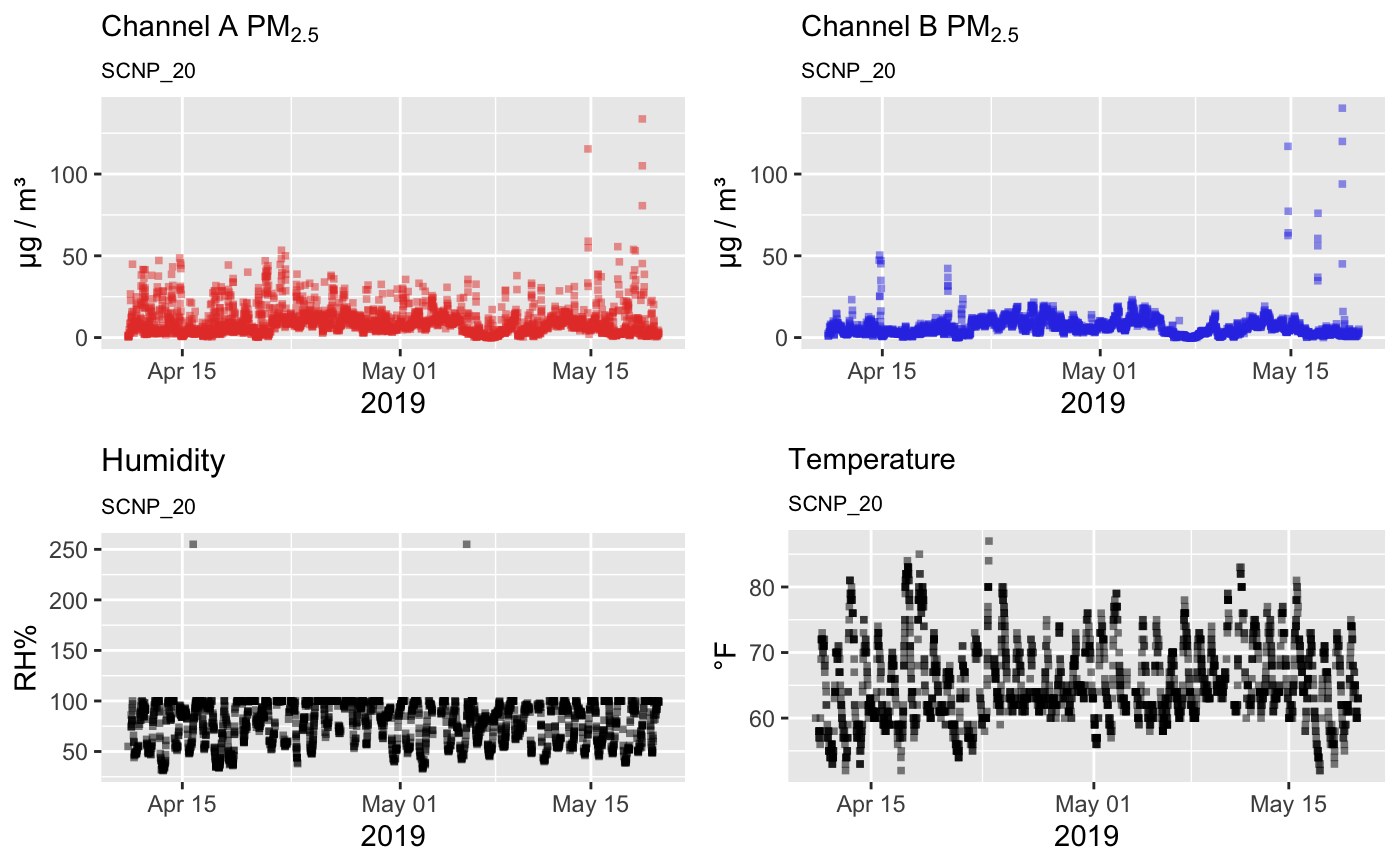 Channel A PM2.5
SCNP_20
µg / m³
100
50
0
Apr 15
May 01
May 15
2019
Channel B PM2.5
SCNP_20
µg / m³
100
50
0
Apr 15
May 01
May 15
2019
Humidity
SCNP_20
RH%
250
200
150
100
50
Apr 15
May 01
May 15
2019
Temperature
SCNP_20
°F
80
70
60
Apr 15
May 01
May 15
2019